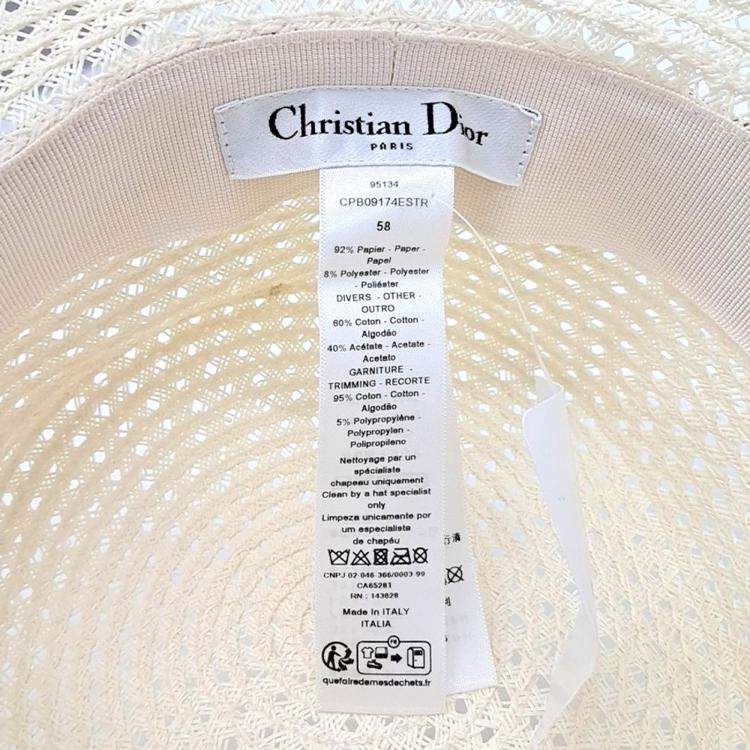 Christian Dior
PARIS
95134
CPB09174ESTR
58
92% Papier - Paper -
Papel
8% Polyester - Polyester
- Poliéster
DIVERS - OTHER -
OUTRO
60% Coton - Cotton -
Algodão
40% Acétate - Acetate -
Acetato
GARNITURE -
TRIMMING - RECORTE
95% Coton - Cotton -
Algodão
5% Polypropylène -
Polypropylen -
Polipropileno
Nettoyage par un
spécialiste
chapeau uniquement
Clean by a hat specialist
only
Limpeza unicamente por
um especialista
de chapéu
CNPJ 02-046-366/0003-99
CA65281
RN : 143828
Made In ITALY
ITALIA
FR
quefairedemesdechets.fr